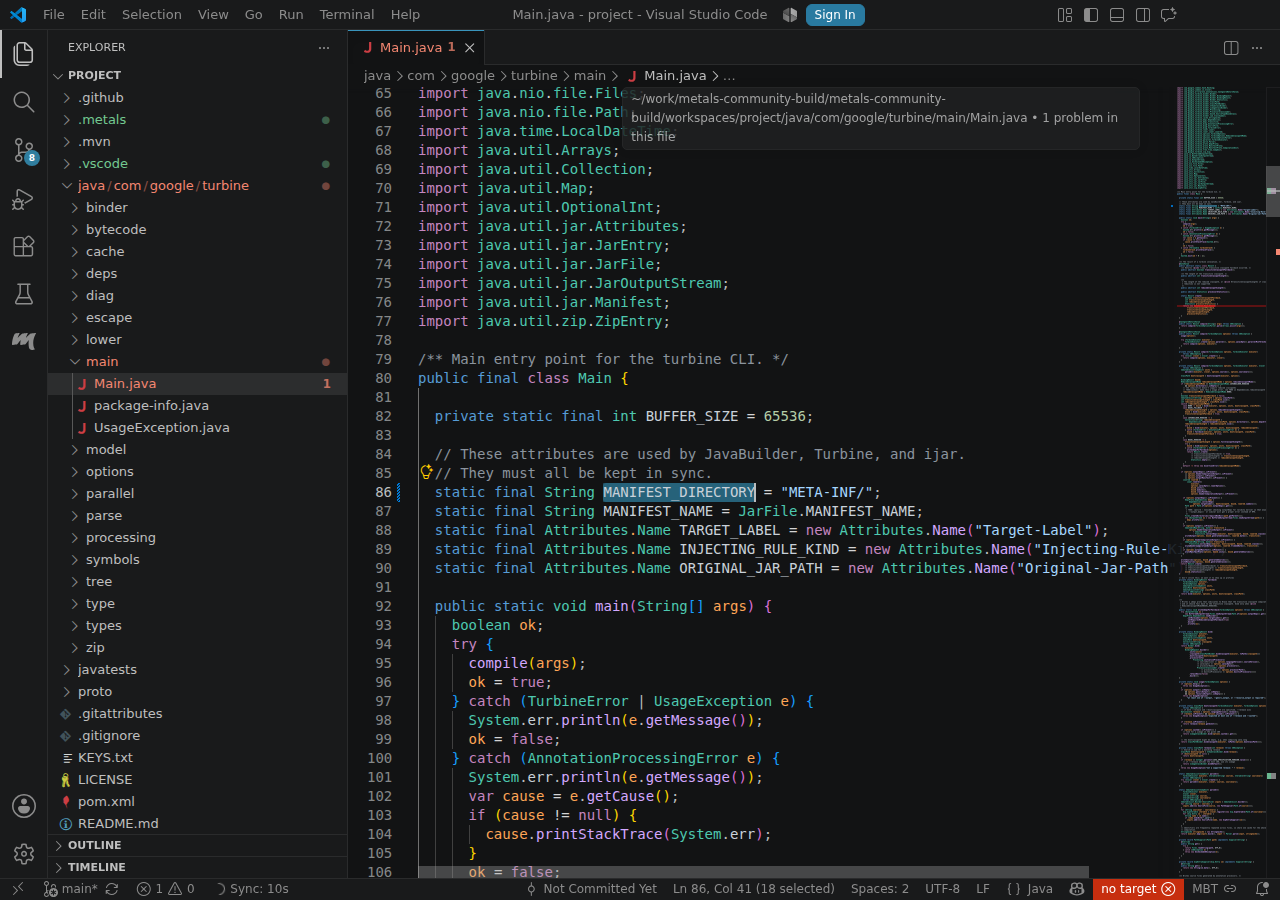 File Edit Selection View Go Run Terminal Help
Main.java - project - Visual Studio Code
Sign In
EXPLORER
PROJECT
.github
.metals
.mvn
.vscode
java/com/google/turbine
binder
bytecode
cache
deps
diag
escape
lower
main
Main.java 1
package-info.java
UsageException.java
model
options
parallel
parse
processing
symbols
tree
type
types
zip
javatests
proto
.gitattributes
.gitignore
KEYS.txt
LICENSE
pom.xml
README.md
OUTLINE
TIMELINE
8
Main.java 1
java > com > google > turbine > main > Main.java > ...
~/work/metals-community-build/metals-community-
build/workspaces/project/java/com/google/turbine/main/Main.java • 1 problem in
this file
65 import java.nio.file.Files;
66 import java.nio.file.Path
67 import java.time.LocalDateTime;
68 import java.util.Arrays;
69 import java.util.Collection;
70 import java.util.Map;
71 import java.util.OptionalInt;
72 import java.util.jar.Attributes;
73 import java.util.jar.JarEntry;
74 import java.util.jar.JarFile;
75 import java.util.jar.JarOutputStream;
76 import java.util.jar.Manifest;
77 import java.util.zip.ZipEntry;
78
79 /** Main entry point for the turbine CLI. */
80 public final class Main {
81
82 private static final int BUFFER_SIZE = 65536;
83
84 // These attributes are used by JavaBuilder, Turbine, and ijar.
85 // They must all be kept in sync.
86 static final String MANIFEST_DIRECTORY = "META-INF/";
87 static final String MANIFEST_NAME = JarFile.MANIFEST_NAME;
88 static final Attributes.Name TARGET_LABEL = new Attributes.Name("Target-Label");
89 static final Attributes.Name INJECTING_RULE_KIND = new Attributes.Name("Injecting-Rule-K
90 static final Attributes.Name ORIGINAL_JAR_PATH = new Attributes.Name("Original-Jar-Path
91
92 public static void main(String[] args) {
93 boolean ok;
94 try {
95 compile(args);
96 ok = true;
97 } catch (TurbineError | UsageException e) {
98 System.err.println(e.getMessage());
99 ok = false;
100 } catch (AnnotationProcessingError e) {
101 System.err.println(e.getMessage());
102 var cause = e.getCause();
103 if (cause != null) {
104 cause.printStackTrace(System.err);
105 }
106 ok = false;
main* 1 0 Sync: 10s Not Committed Yet Ln 86, Col 41 (18 selected) Spaces: 2 UTF-8 LF { } Java no target MBT